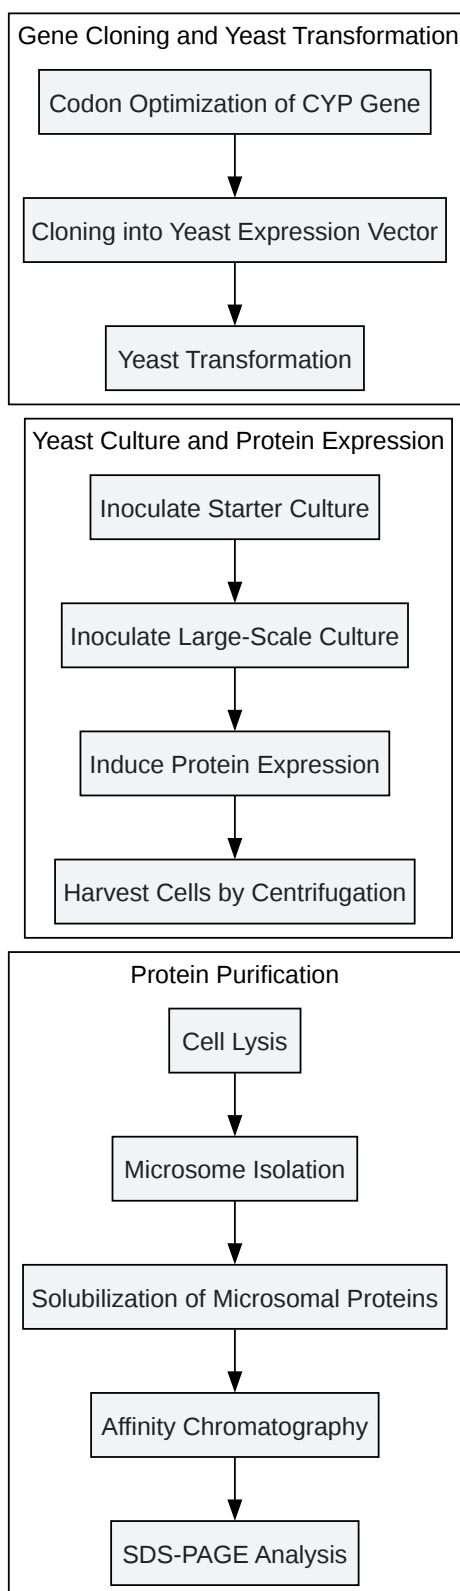 Gene Cloning and Yeast Transformation
Codon Optimization of CYP Gene
Cloning into Yeast Expression Vector
Yeast Transformation
Yeast Culture and Protein Expression
Inoculate Starter Culture
Inoculate Large-Scale Culture
Induce Protein Expression
Harvest Cells by Centrifugation
Protein Purification
Cell Lysis
Microsome Isolation
Solubilization of Microsomal Proteins
Affinity Chromatography
SDS-PAGE Analysis